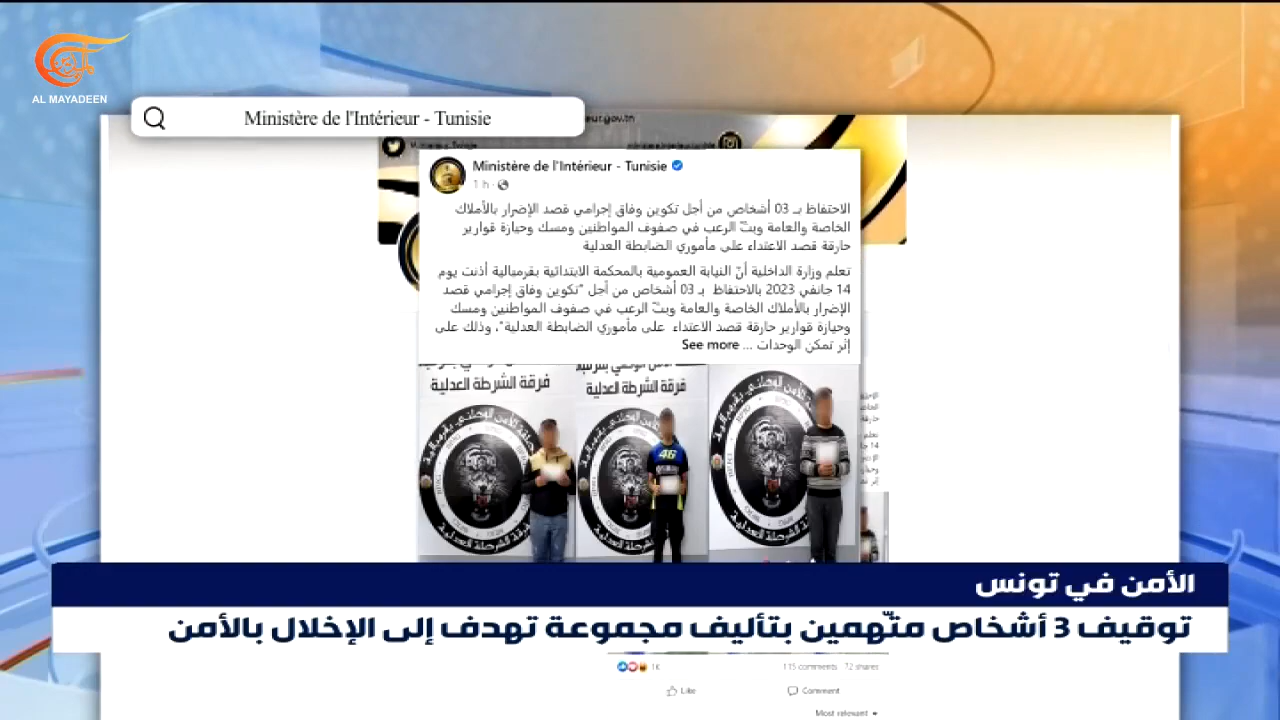 AL MAYADEEN
Ministère de l'Intérieur - Tunisie
eur.gov.tn
Ministère de l'Intérieur - Tunisie
1 h
الاحتفاظ بـ 03 أشخاص من أجل تكوين وفاق إجرامي قصد الإضرار بالأملاك
الخاصة والعامة وبثّ الرعب في صفوف المواطنين ومسك وحيازة قوارير
حارقة قصد الاعتداء على مأموري الضابطة العدلية
تعلم وزارة الداخلية أنّ النيابة العمومية بالمحكمة الابتدائية بقرمبالية أذنت يوم
14 جانفي 2023 بالاحتفاظ بـ 03 أشخاص من أجل "تكوين وفاق إجرامي قصد
الإضرار بالأملاك الخاصة والعامة وبثّ الرعب في صفوف المواطنين ومسك
وحيازة قوارير حارقة قصد الاعتداء على مأموري الضابطة العدلية"، وذلك على
إثر تمكن الوحدات ... See more
فرقة الشرطة العدلية
فرقة الشرطة العدلية
46
الأمن في تونس
توقيف 3 أشخاص متّهمين بتأليف مجموعة تهدف إلى الإخلال بالأمن
1K
115 comments 72 shares
Like
Comment
Most relevant